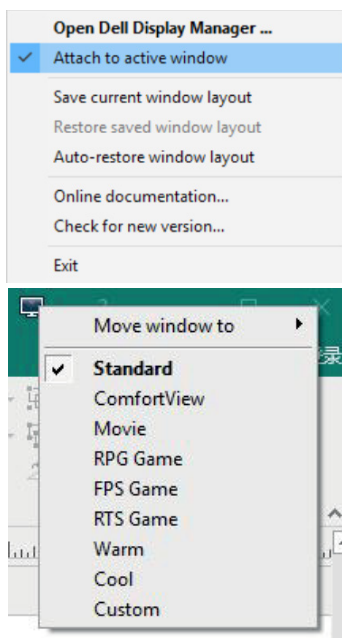 Open Dell Display Manager ...
Attach to active window
Save current window layout
Restore saved window layout
Auto-restore window layout
Online documentation...
Check for new version...
Exit
Move window to
Standard
ComfortView
Movie
RPG Game
FPS Game
RTS Game
Warm
Cool
Custom